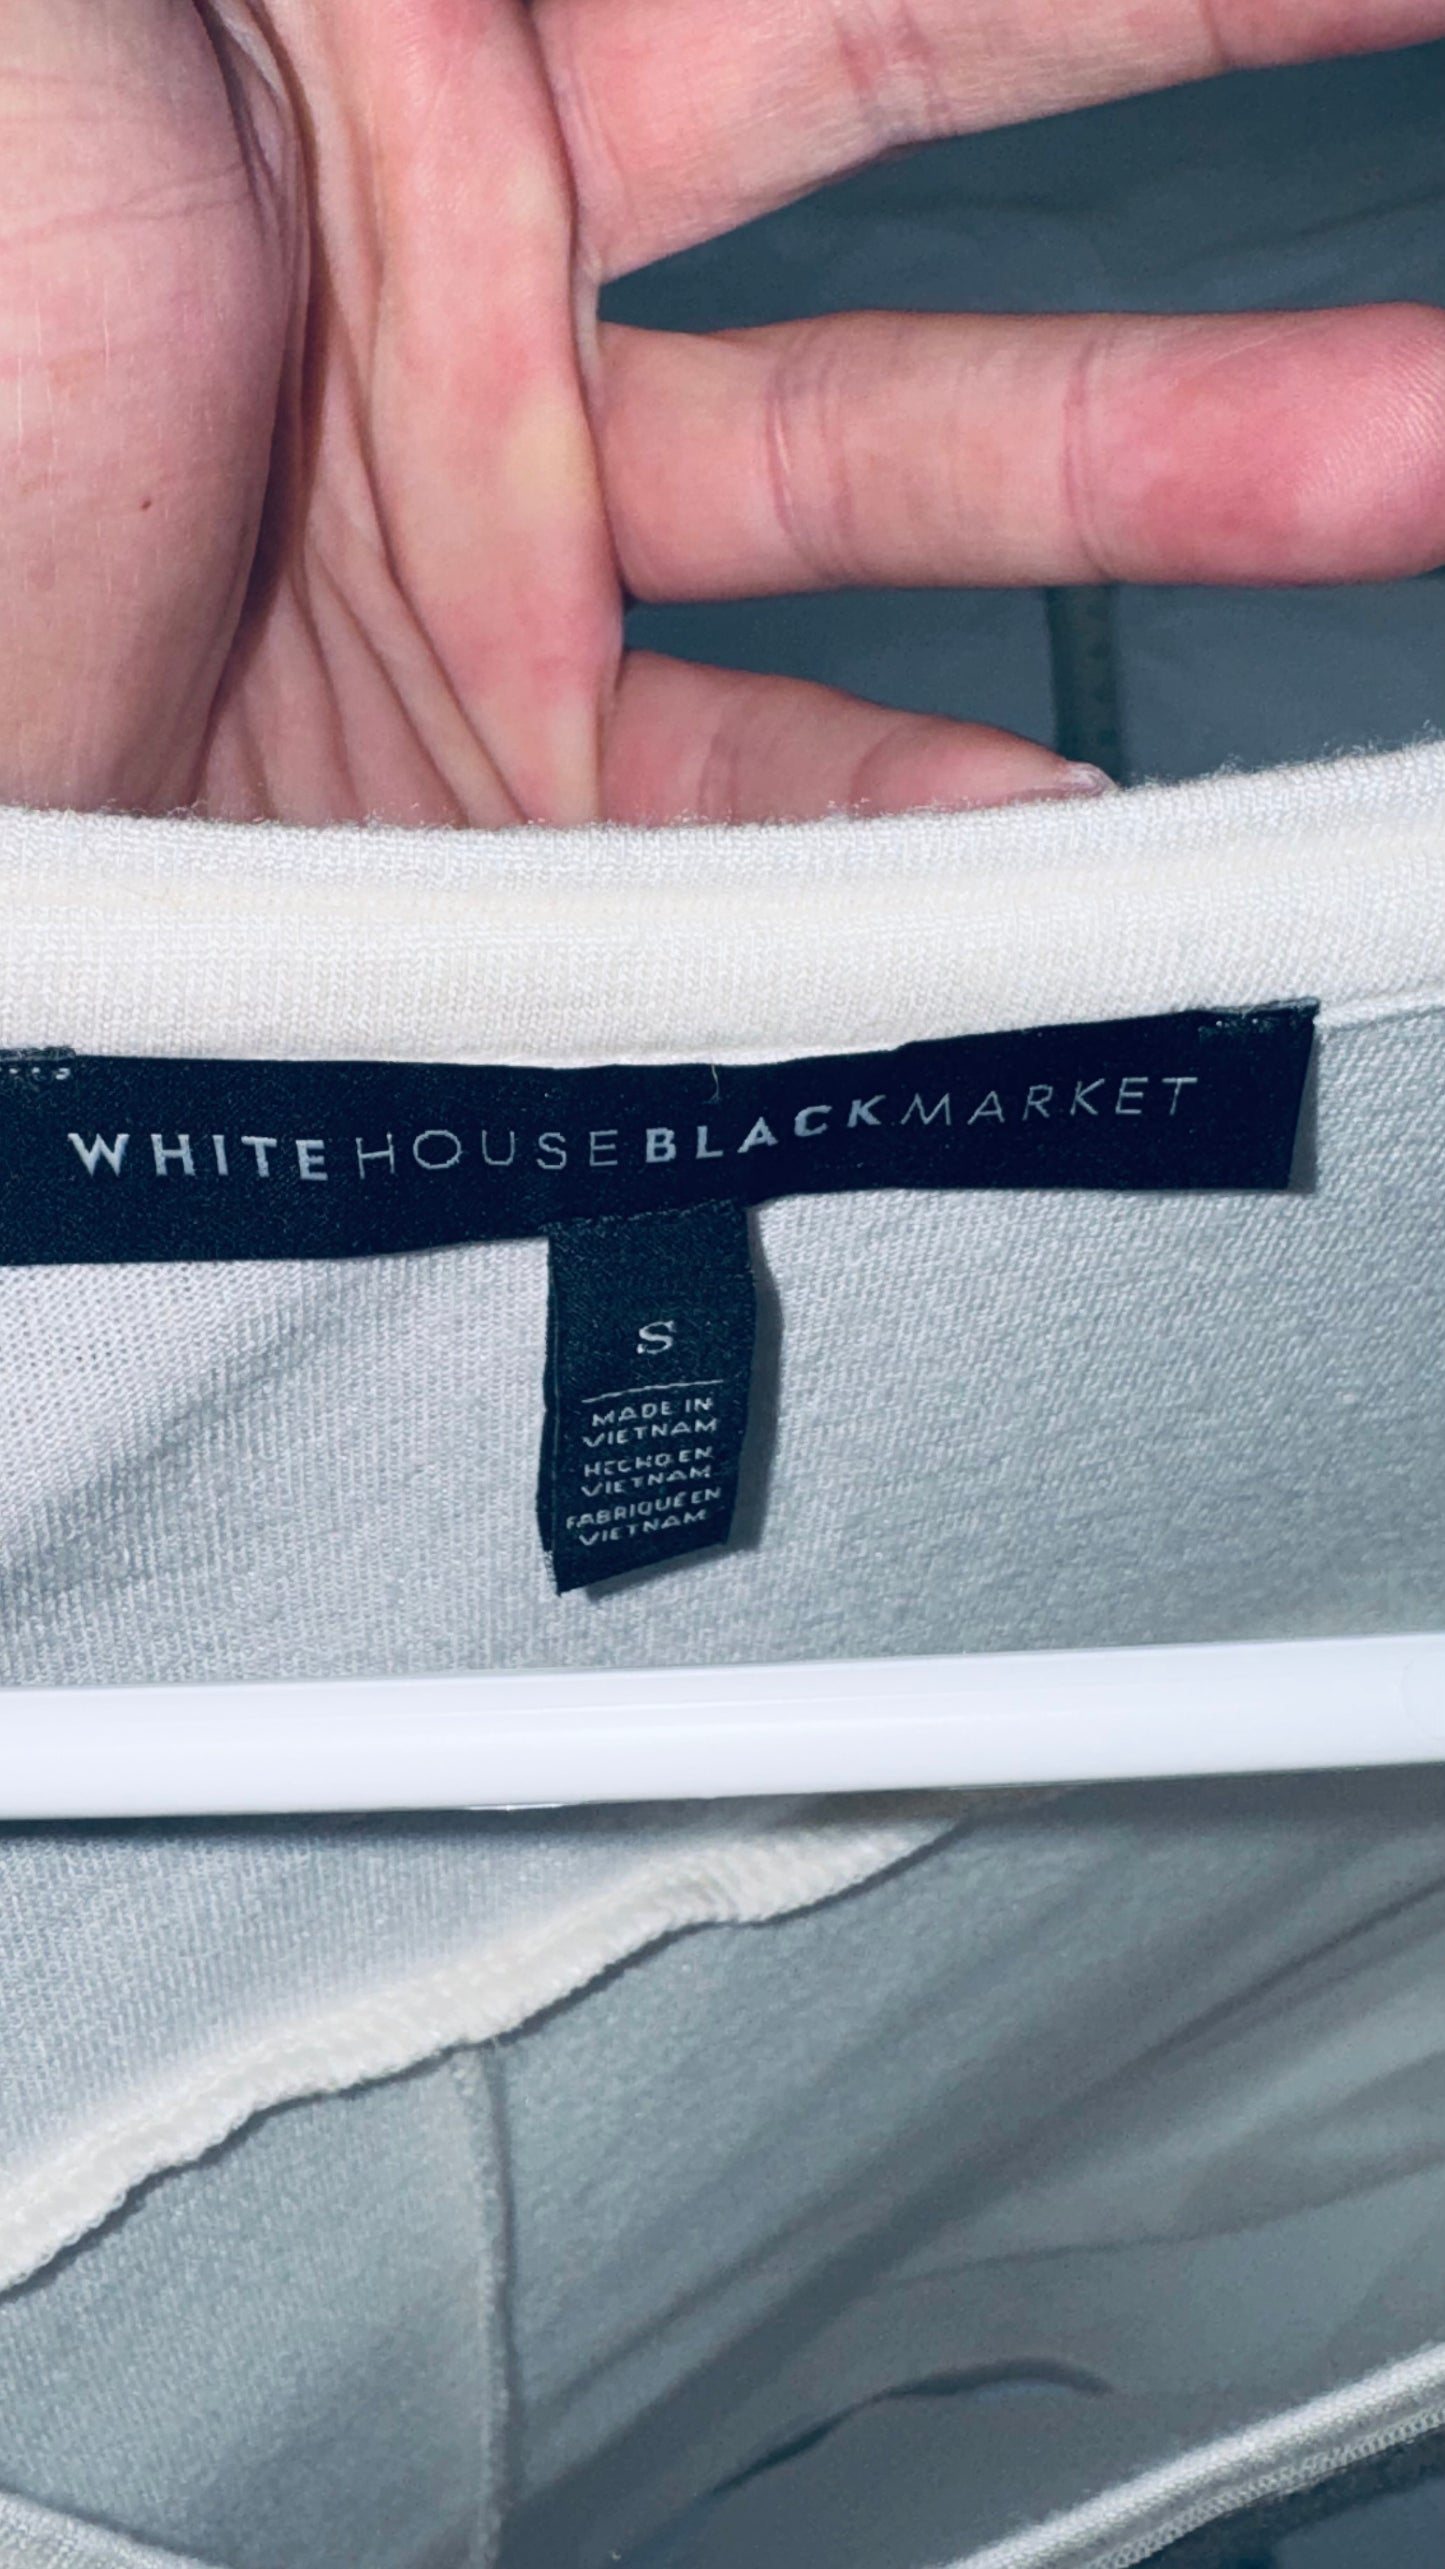 WHITEHOUSEBLACKMARKET
S
MADE IN
VIETNAM
HECHO EN
VIETNAM
FABRIQUÉ EN
VIETNAM